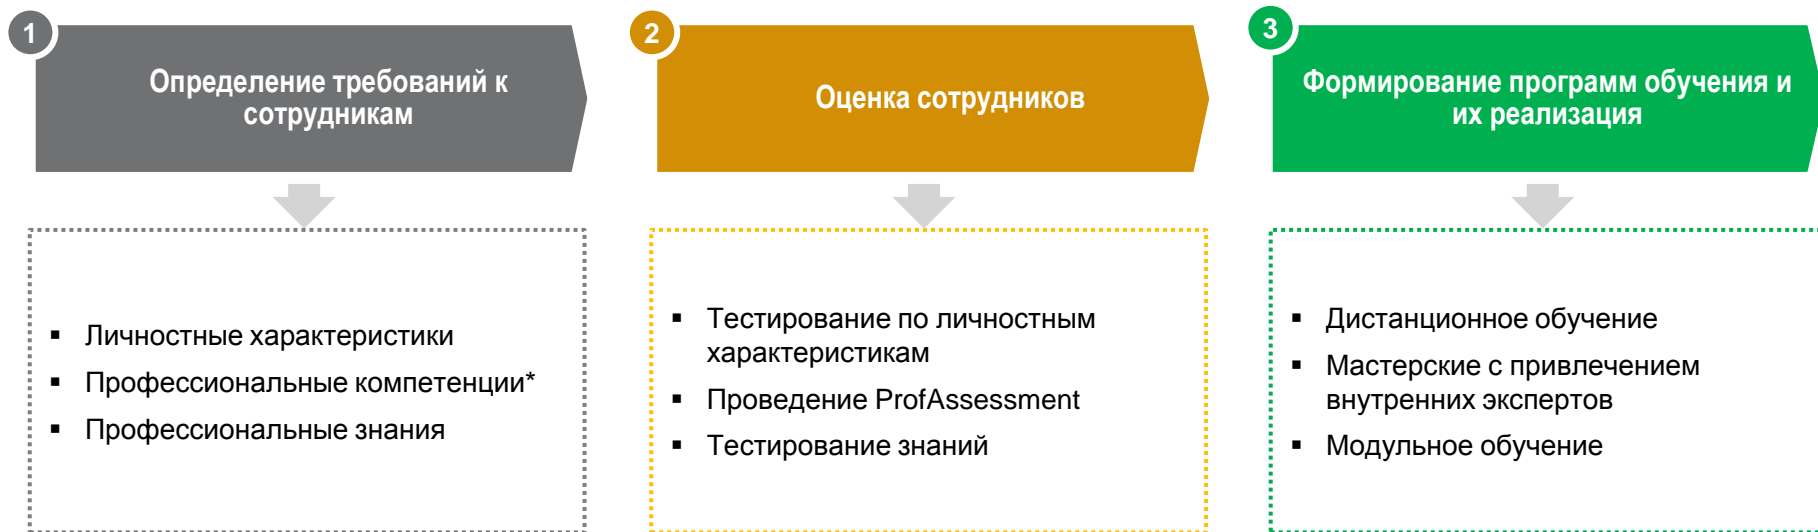 1
Определение требований к
сотрудникам
Личностные характеристики
Профессиональные компетенции*
Профессиональные знания
2
Оценка сотрудников
Тестирование по личностным
характеристикам
Проведение ProfAssessment
Тестирование знаний
3
Формирование программ обучения и
их реализация
Дистанционное обучение
Мастерские с привлечением
внутренних экспертов
Модульное обучение